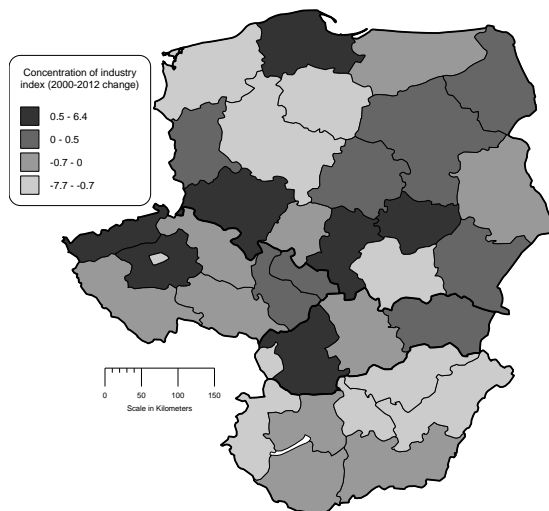 Concentration of industry
index (2000-2012 change)
0.5 - 6.4
0 - 0.5
-0.7 - 0
-7.7 - -0.7
0 50 100 150
Scale in Kilometers